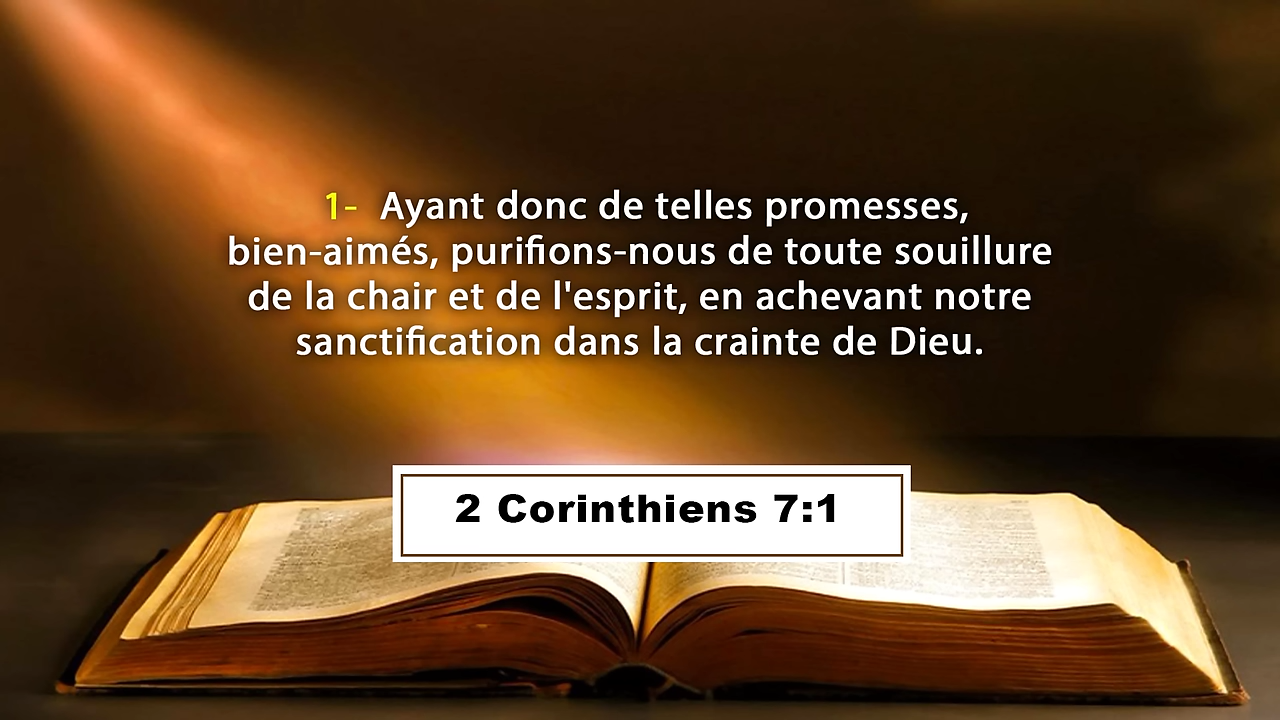 1- Ayant donc de telles promesses,
bien-aimés, purifions-nous de toute souillure
de la chair et de l'esprit, en achevant notre
sanctification dans la crainte de Dieu.
2 Corinthiens 7:1